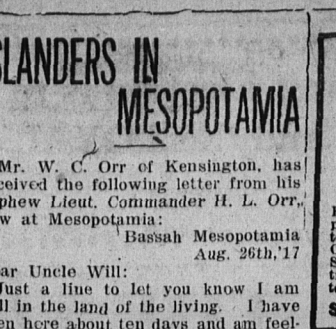 SLANDERS IN
MESOPOTAMIA
Mr. W. C. Orr of Kensington, has
ceived the following letter from his
phew Lieut. Commander H. L. Orr,
w at Mesopotamia:
Bassah Mesopotamia
Aug. 26th,'17
ar Uncle Will:
Just a line to let you know I am
ll in the land of the living. I have
en here about ten days and am feel-